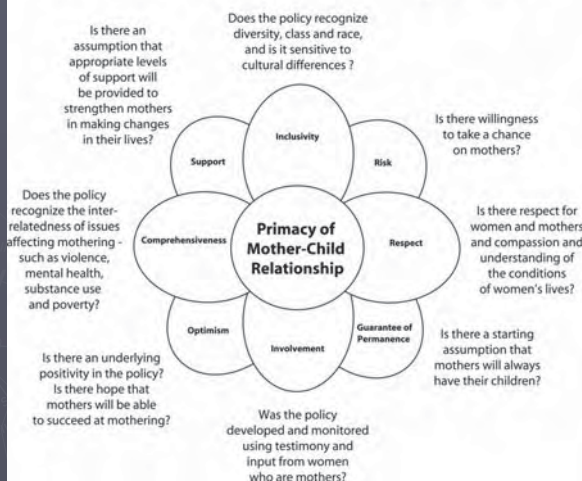 Does the policy recognize
diversity, class and race,
and is it sensitive to
cultural differences ?
Is there an
assumption that
appropriate levels
of support will
be provided to
strengthen mothers
in making changes
in their lives?
Inclusivity
Is there willingness
to take a chance
on mothers?
Support
Risk
Does the policy
recognize the inter-
relatedness of issues
affecting mothering -
such as violence,
mental health,
substance use
and poverty?
Comprehensiveness
Primacy of
Mother-Child
Relationship
Respect
Is there respect for
women and mothers
and compassion and
understanding of
the conditions
of women's lives?
Optimism
Involvement
Guarantee of
Permanence
Is there a starting
assumption that
mothers will always
have their children?
Is there an underlying
positivity in the policy?
Is there hope that
mothers will be able
to succeed at mothering?
Was the policy
developed and monitored
using testimony and
input from women
who are mothers?